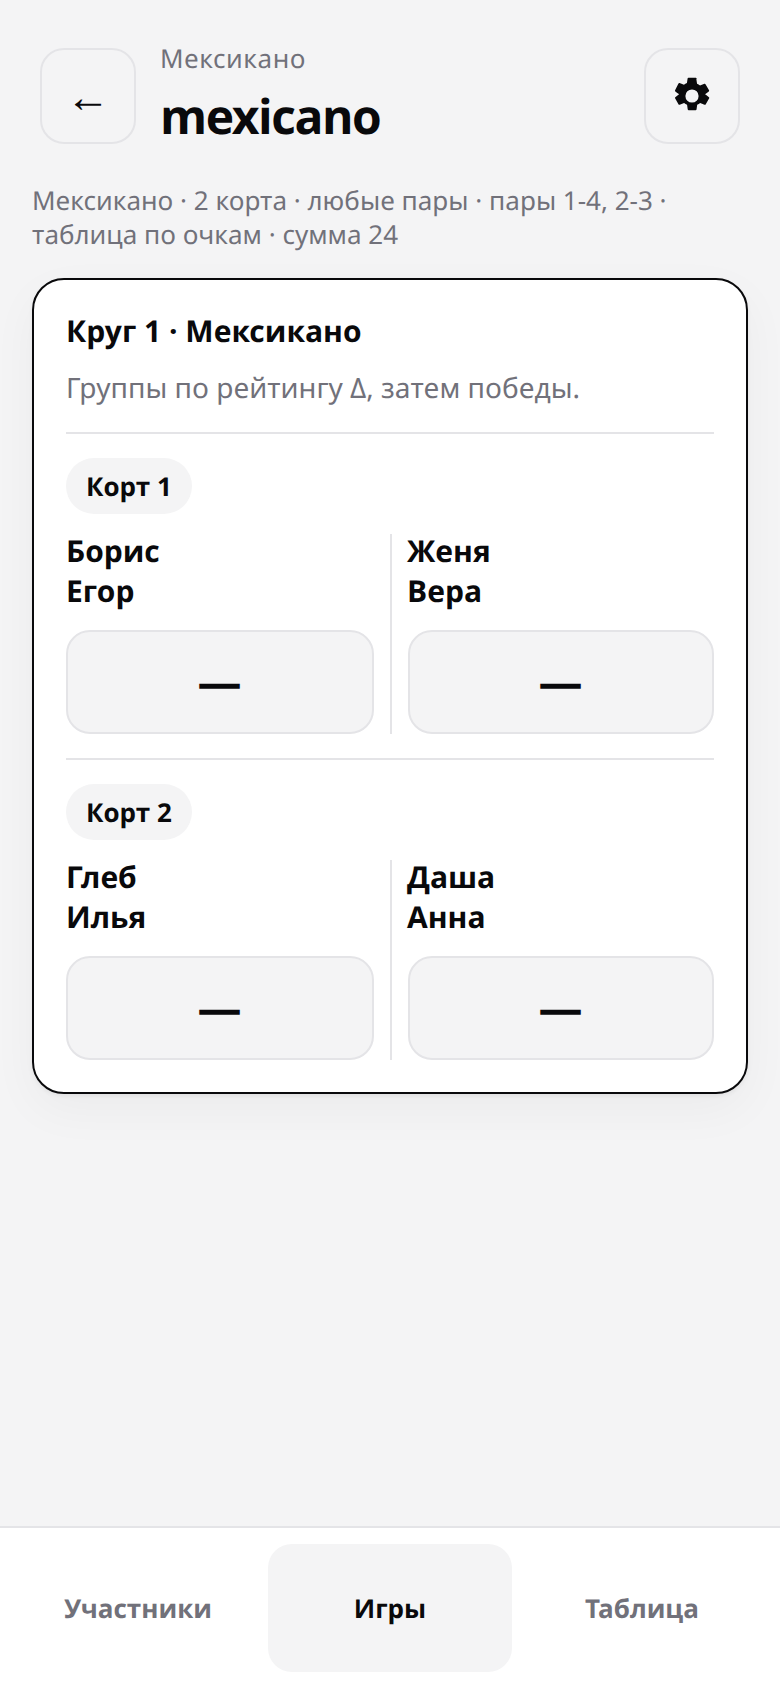 ←
Мексикано
mexicano
Мексикано · 2 корта · любые пары · пары 1-4, 2-3 ·
таблица по очкам · сумма 24
Круг 1 · Мексикано
Группы по рейтингу Δ, затем победы.
Корт 1
Борис
Егор
Женя
Вера
—
—
Корт 2
Глеб
Илья
Даша
Анна
—
—
Участники
Игры
Таблица